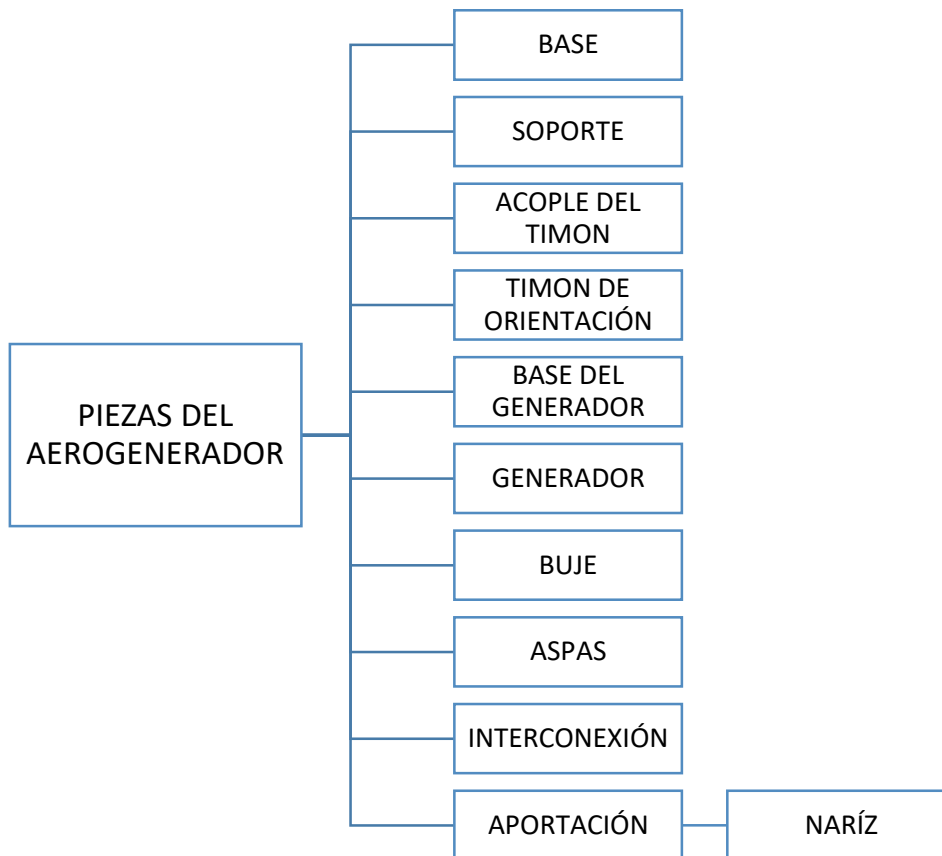 BASE
SOPORTE
ACOPLE DEL
TIMON
TIMON DE
ORIENTACIÓN
BASE DEL
GENERADOR
PIEZAS DEL
AEROGENERADOR
GENERADOR
BUJE
ASPAS
INTERCONEXIÓN
APORTACIÓN
NARÍZ